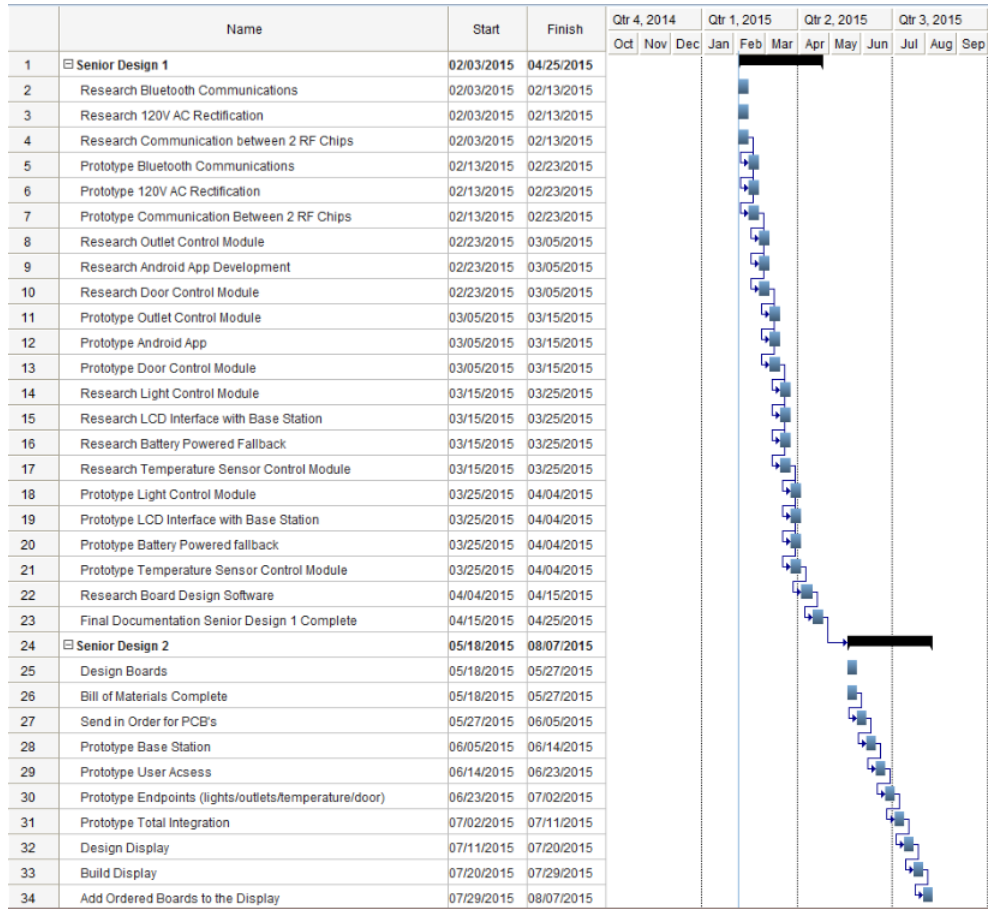 Name Start Finish Qtr 4, 2014 Qtr 1, 2015 Qtr 2, 2015 Qtr 3, 2015
Oct Nov Dec Jan Feb Mar Apr May Jun Jul Aug Sep
1 Senior Design 1 02/03/2015 04/25/2015
2 Research Bluetooth Communications 02/03/2015 02/13/2015
3 Research 120V AC Rectification 02/03/2015 02/13/2015
4 Research Communication between 2 RF Chips 02/03/2015 02/13/2015
5 Prototype Bluetooth Communications 02/13/2015 02/23/2015
6 Prototype 120V AC Rectification 02/13/2015 02/23/2015
7 Prototype Communication Between 2 RF Chips 02/13/2015 02/23/2015
8 Research Outlet Control Module 02/23/2015 03/05/2015
9 Research Android App Development 02/23/2015 03/05/2015
10 Research Door Control Module 02/23/2015 03/05/2015
11 Prototype Outlet Control Module 03/05/2015 03/15/2015
12 Prototype Android App 03/05/2015 03/15/2015
13 Prototype Door Control Module 03/05/2015 03/15/2015
14 Research Light Control Module 03/15/2015 03/25/2015
15 Research LCD Interface with Base Station 03/15/2015 03/25/2015
16 Research Battery Powered Fallback 03/15/2015 03/25/2015
17 Research Temperature Sensor Control Module 03/15/2015 03/25/2015
18 Prototype Light Control Module 03/25/2015 04/04/2015
19 Prototype LCD Interface with Base Station 03/25/2015 04/04/2015
20 Prototype Battery Powered fallback 03/25/2015 04/04/2015
21 Prototype Temperature Sensor Control Module 03/25/2015 04/04/2015
22 Research Board Design Software 04/04/2015 04/15/2015
23 Final Documentation Senior Design 1 Complete 04/15/2015 04/25/2015
24 Senior Design 2 05/18/2015 08/07/2015
25 Design Boards 05/18/2015 05/27/2015
26 Bill of Materials Complete 05/18/2015 05/27/2015
27 Send in Order for PCB's 05/27/2015 06/05/2015
28 Prototype Base Station 06/05/2015 06/14/2015
29 Prototype User Acsess 06/14/2015 06/23/2015
30 Prototype Endpoints (lights/outlets/temperature/door) 06/23/2015 07/02/2015
31 Prototype Total Integration 07/02/2015 07/11/2015
32 Design Display 07/11/2015 07/20/2015
33 Build Display 07/20/2015 07/29/2015
34 Add Ordered Boards to the Display 07/29/2015 08/07/2015